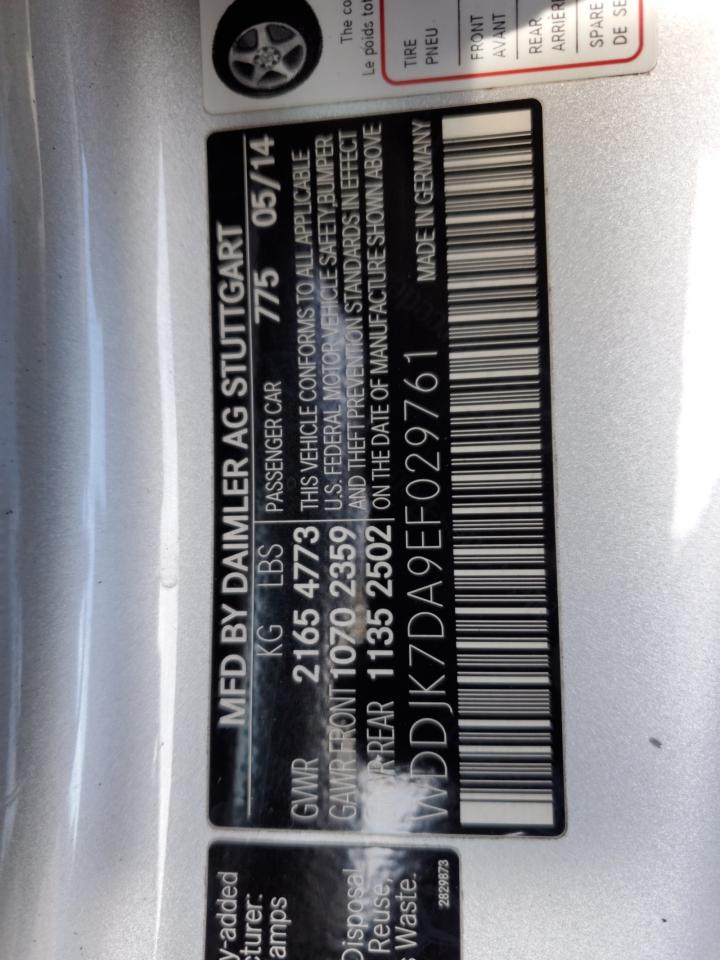 MFD BY DAIMLER AG STUTTGART
KG LBS PASSENGER CAR 775 05/14
GVWR 2165 4773 THIS VEHICLE CONFORMS TO ALL APPLICABLE
GAWR FRONT 1070 2359 U.S. FEDERAL MOTOR VEHICLE SAFETY, BUMPER
REAR 1135 2502 AND THEFT PREVENTION STANDARDS IN EFFECT
ON THE DATE OF MANUFACTURE SHOWN ABOVE
WDDJK7DA9EF029761 MADE IN GERMANY
The co
Le poids tot
TIRE
PNEU
FRONT
AVANT
REAR
ARRIÈR
SPARE
DE SE
y-added
cturer:
amps
Disposal
Reuse,
s Waste.
2829873